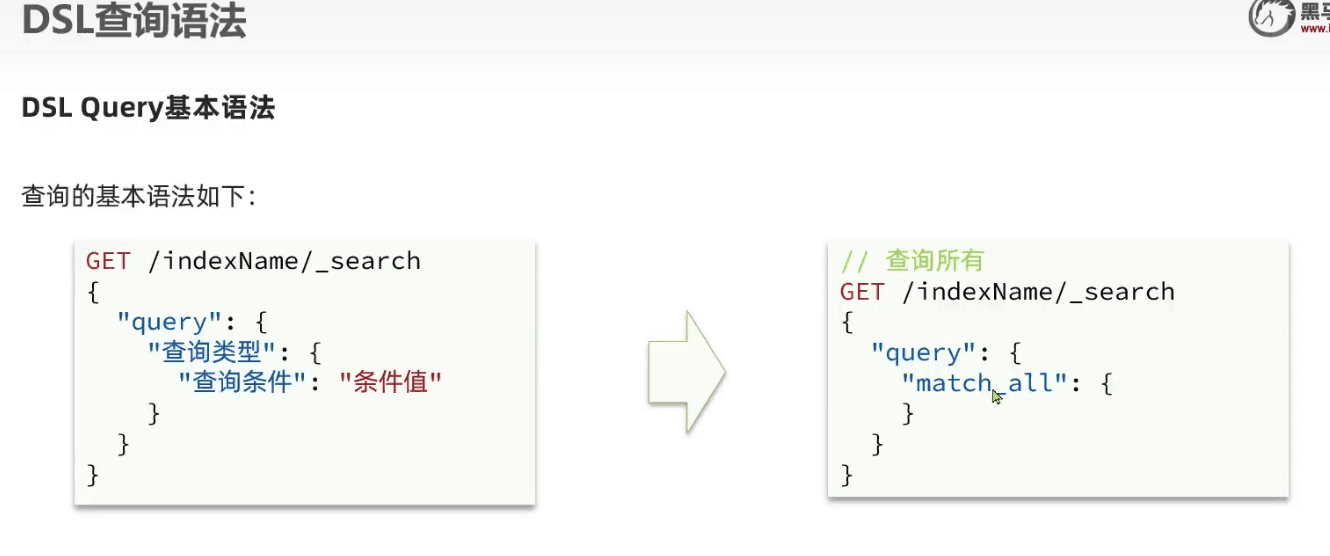 DSL查询语法
黑马
www.i
DSL Query基本语法
查询的基本语法如下：
GET /indexName/_search
{
"query": {
"查询类型": {
"查询条件": "条件值"
}
}
}
// 查询所有
GET /indexName/_search
{
"query": {
"match_all": {
}
}
}